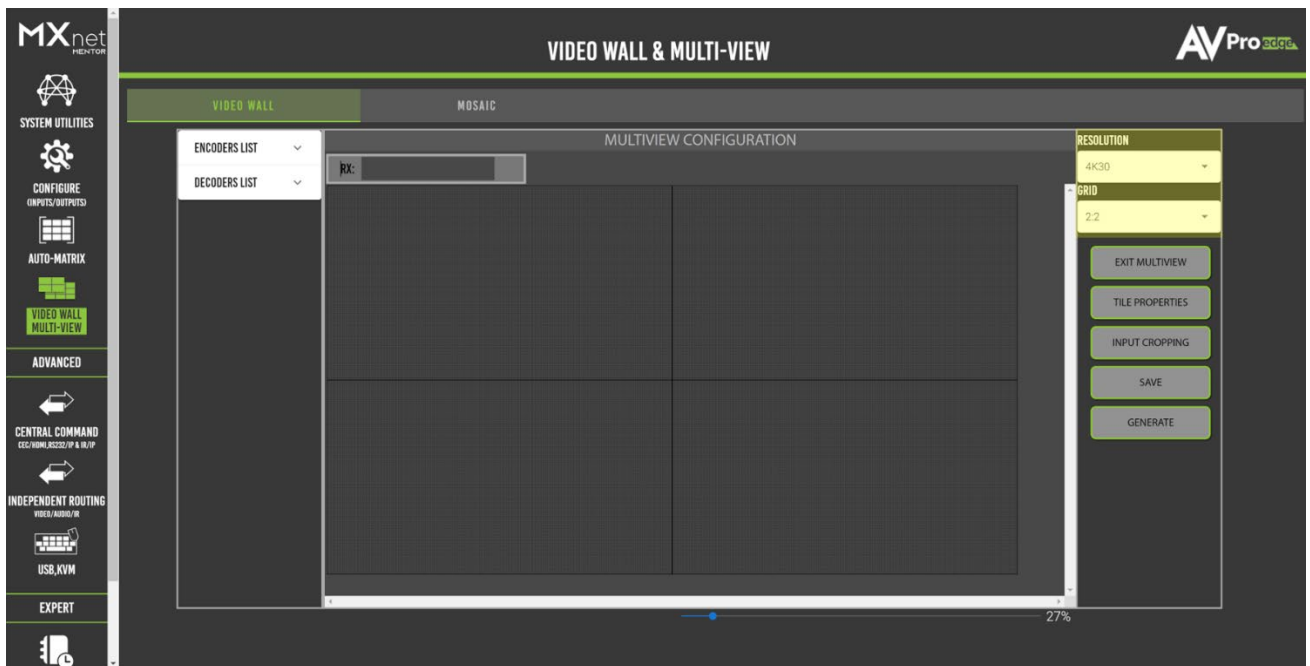 MXnet
MENTOR
VIDEO WALL & MULTI-VIEW
AVPro edge
SYSTEM UTILITIES
CONFIGURE
(INPUTS/OUTPUTS)
AUTO-MATRIX
VIDEO WALL
MULTI-VIEW
ADVANCED
CENTRAL COMMAND
CEC/HDMI,RS232/IP & IR/IP
INDEPENDENT ROUTING
VIDEO/AUDIO/IR
USB,KVM
EXPERT
VIDEO WALL
MOSAIC
ENCODERS LIST
DECODERS LIST
MULTIVIEW CONFIGURATION
RX:
27%
RESOLUTION
4K30
GRID
2:2
EXIT MULTIVIEW
TILE PROPERTIES
INPUT CROPPING
SAVE
GENERATE